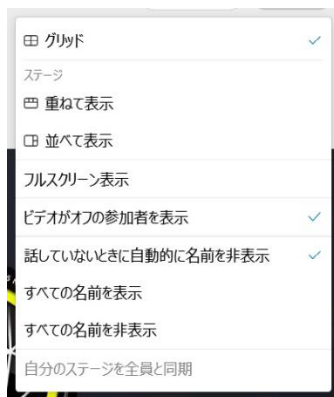 グリッド
ステージ
重ねて表示
並べて表示
フルスクリーン表示
ビデオがオフの参加者を表示
話していないときに自動的に名前を非表示
すべての名前を表示
すべての名前を非表示
自分のステージを全員と同期